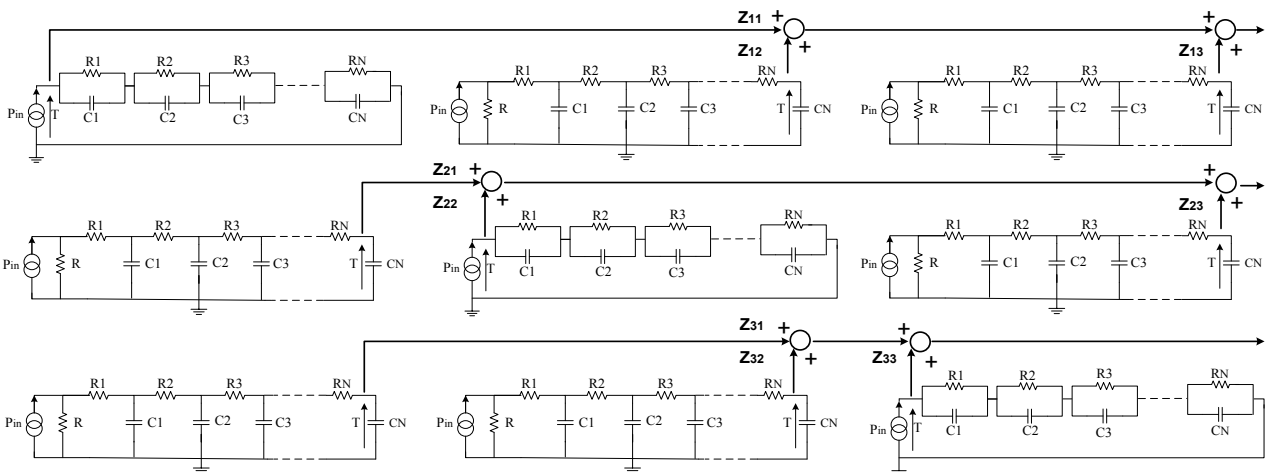 Z11 + +
Z12
Z13 + +
R1 R2 R3 RN
Pin T C1 C2 C3 CN
R1 R2 R3 RN
Pin R C1 C2 C3 T CN
R1 R2 R3 RN
Pin R C1 C2 C3 T CN
Z21 + +
Z22
Z23 + +
R1 R2 R3 RN
Pin R C1 C2 C3 T CN
R1 R2 R3 RN
Pin T C1 C2 C3 CN
R1 R2 R3 RN
Pin R C1 C2 C3 T CN
Z31 + +
Z32
Z33 + +
R1 R2 R3 RN
Pin R C1 C2 C3 T CN
R1 R2 R3 RN
Pin R C1 C2 C3 T CN
R1 R2 R3 RN
Pin T C1 C2 C3 CN